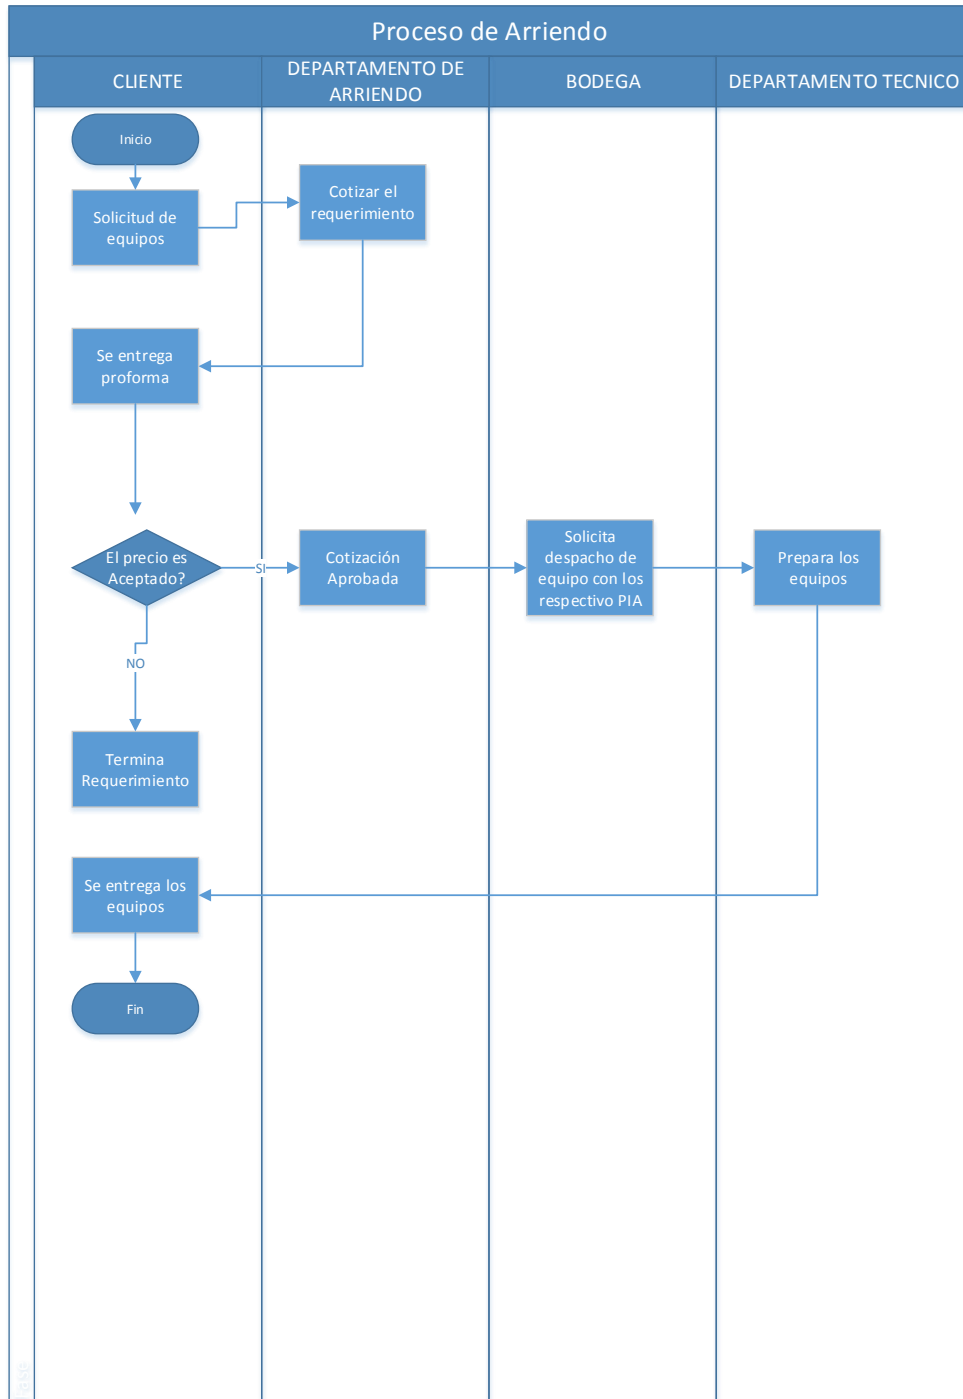 Proceso de Arriendo
CLIENTE
DEPARTAMENTO DE
ARRIENDO
BODEGA
DEPARTAMENTO TECNICO
Inicio
Solicitud de
equipos
Cotizar el
requerimiento
Se entrega
proforma
El precio es
Aceptado?
SI
Cotización
Aprobada
Solicita
despacho de
equipo con los
respectivo PIA
Prepara los
equipos
NO
Termina
Requerimiento
Se entrega los
equipos
Fin
Fase